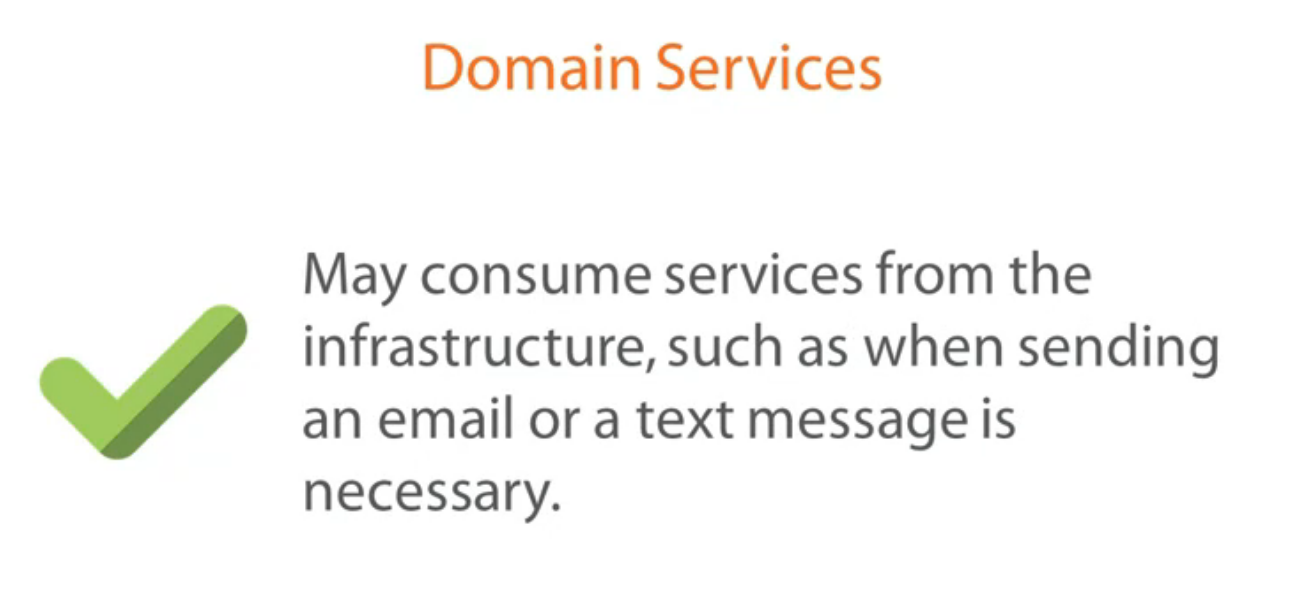 Domain Services
May consume services from the
infrastructure, such as when sending
an email or a text message is
necessary.